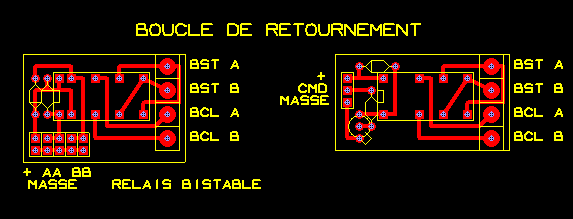 BOUCLE DE RETOURNEMENT
BST A
BST B
BCL A
BCL B
+ AA BB
MASSE
RELAIS BISTABLE
+
CMD
MASSE
BST A
BST B
BCL A
BCL B